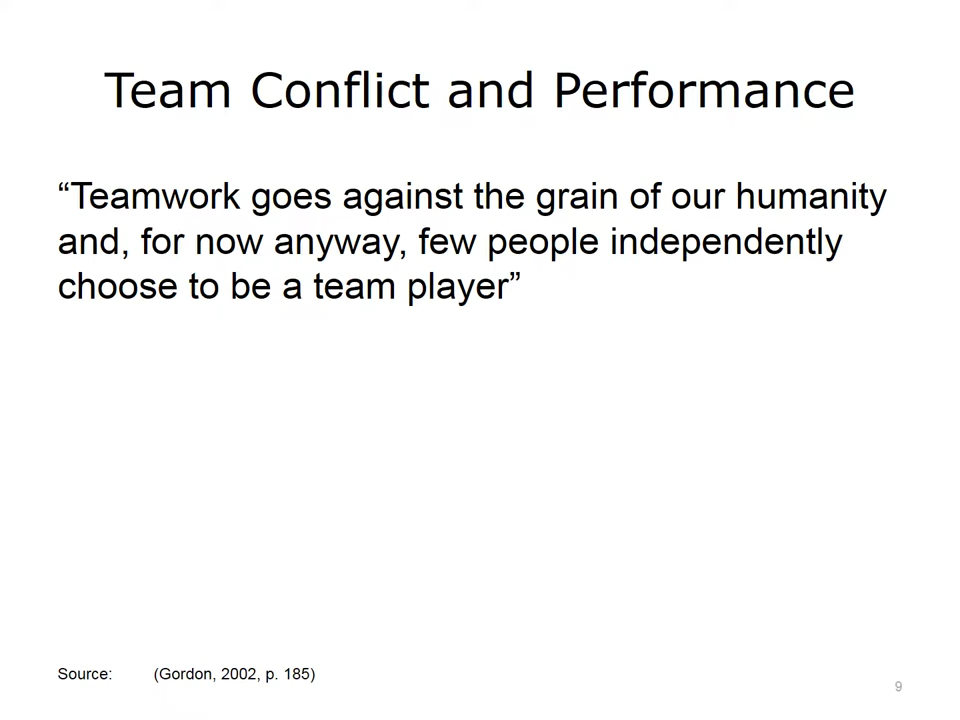 Team Conflict and Performance
“Teamwork goes against the grain of our humanity
and, for now anyway, few people independently
choose to be a team player”
Source: (Gordon, 2002, p. 185)
9